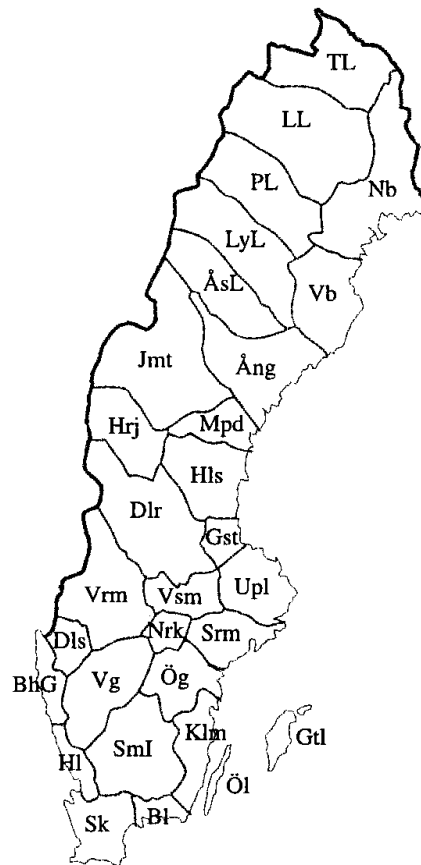 TL
LL
PL
Nb
LyL
ÅsL
Vb
Jmt
Ång
Hrj
Mpd
Hls
Dlr
Gst
Vrm
Vsm
Upl
Dls
Nrk
Srm
BhG
Vg
Ög
Klm
Gtl
SmI
Hl
Öl
Sk
Bl